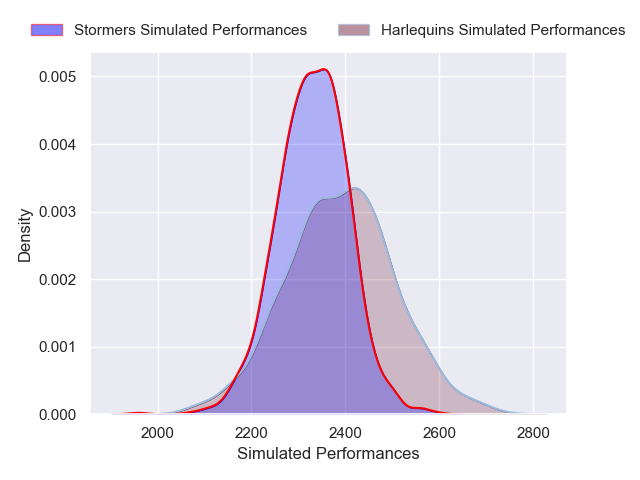 Stormers Simulated Performances Harlequins Simulated Performances
0.005
0.004
0.003
0.002
0.001
0.000
Density
2000 2200 2400 2600 2800
Simulated Performances